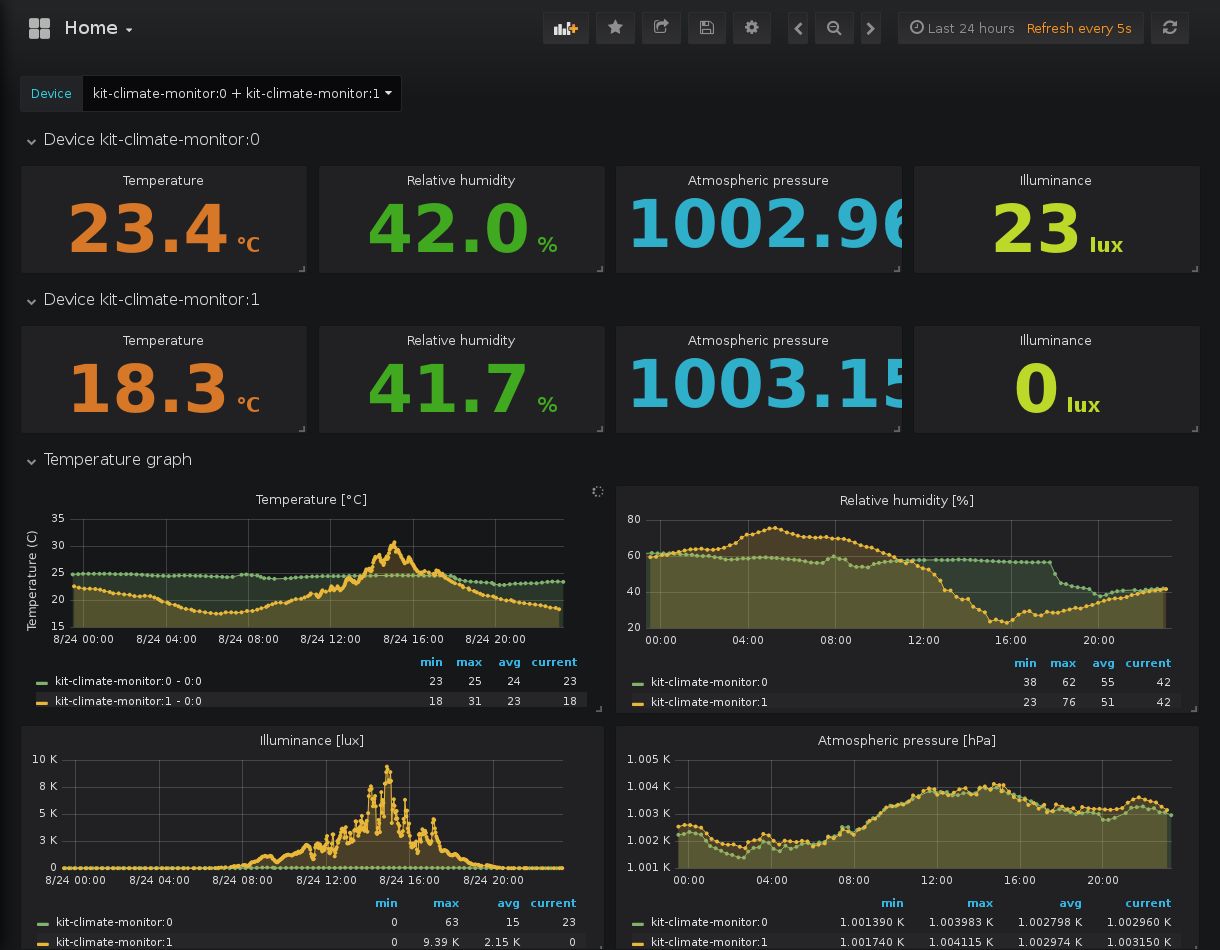 Home
Last 24 hours Refresh every 5s
Device kit-climate-monitor:0 + kit-climate-monitor:1
Device kit-climate-monitor:0
Temperature Relative humidity Atmospheric pressure Illuminance
23.4 °C 42.0 % 1002.96 23 lux
Device kit-climate-monitor:1
Temperature Relative humidity Atmospheric pressure Illuminance
18.3 °C 41.7 % 1003.15 0 lux
Temperature graph
Temperature [°C]
Temperature (C)
35
30
25
20
15
8/24 00:00 8/24 04:00 8/24 08:00 8/24 12:00 8/24 16:00 8/24 20:00
min max avg current
kit-climate-monitor:0 - 0:0 23 25 24 23
kit-climate-monitor:1 - 0:0 18 31 23 18
Relative humidity [%]
80
60
40
20
00:00 04:00 08:00 12:00 16:00 20:00
min max avg current
kit-climate-monitor:0 38 62 55 42
kit-climate-monitor:1 23 76 51 42
Illuminance [lux]
10 K
8 K
5 K
3 K
0
8/24 00:00 8/24 04:00 8/24 08:00 8/24 12:00 8/24 16:00 8/24 20:00
min max avg current
kit-climate-monitor:0 0 63 15 23
kit-climate-monitor:1 0 9.39 K 2.15 K 0
Atmospheric pressure [hPa]
1.005 K
1.004 K
1.003 K
1.002 K
1.001 K
00:00 04:00 08:00 12:00 16:00 20:00
min max avg current
kit-climate-monitor:0 1.001390 K 1.003983 K 1.002798 K 1.002960 K
kit-climate-monitor:1 1.001740 K 1.004115 K 1.002974 K 1.003150 K